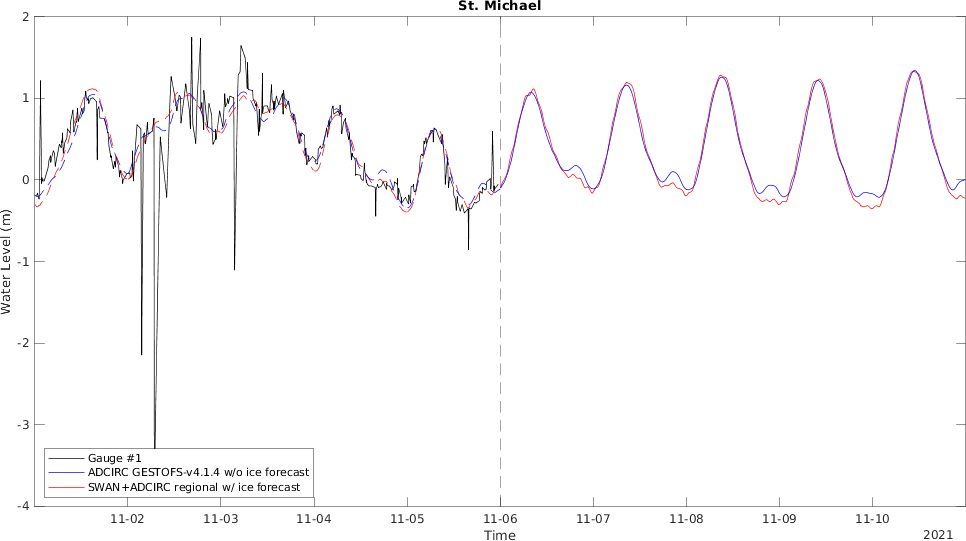 St. Michael
2
1
0
-1
-2
-3
-4
Water Level (m)
Gauge #1
ADCIRC GESTOFS-v4.1.4 w/o ice forecast
SWAN+ADCIRC regional w/ ice forecast
11-02 11-03 11-04 11-05 11-06 11-07 11-08 11-09 11-10
Time
2021